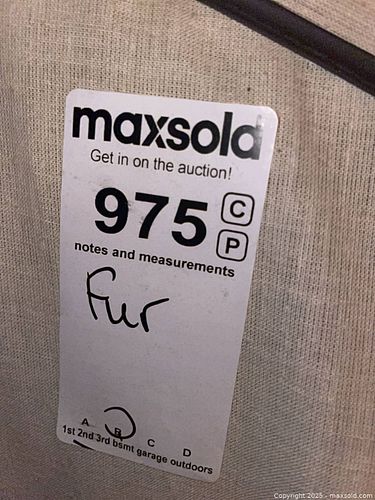 maxsold
Get in on the auction!
975 C
P
notes and measurements
Fur
A B C D
1st 2nd 3rd bsmt garage outdoors
Copyright 2025 - maxsold.com